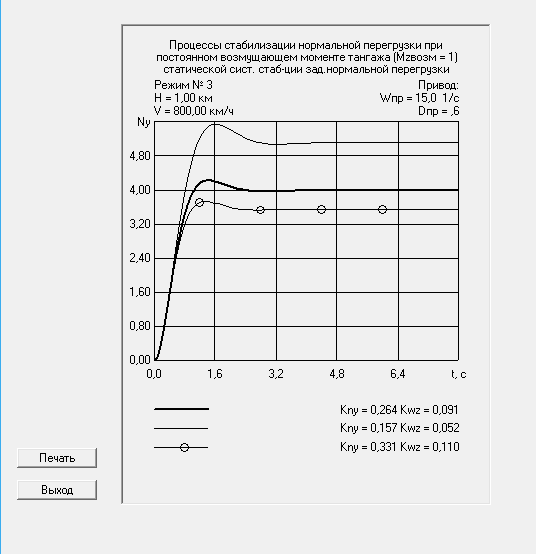 Процессы стабилизации нормальной перегрузки при
постоянном возмущающем моменте тангажа (Mzвозм = 1)
статической сист. стаб-ции зад.нормальной перегрузки
Режим № 3 Привод:
H = 1,00 км Wпр = 15,0 1/с
V = 800,00 км/ч Dпр = ,6
Ny
4,80
4,00
3,20
2,40
1,60
0,80
0,00
0,0 1,6 3,2 4,8 6,4 t, c
Kny = 0,264 Kwz = 0,091
Kny = 0,157 Kwz = 0,052
Kny = 0,331 Kwz = 0,110
Печать
Выход